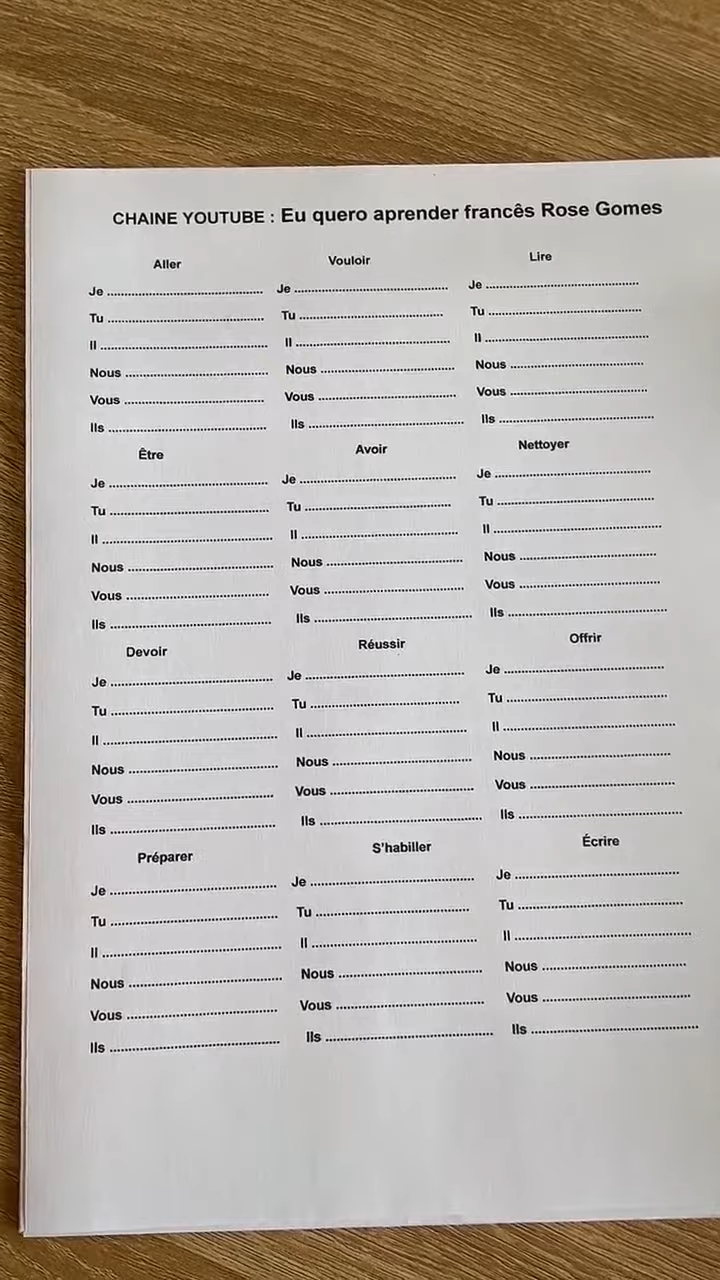 CHAINE YOUTUBE : Eu quero aprender francês Rose Gomes
Aller Vouloir Lire
Je ........................................ Je ........................................ Je ........................................
Tu ........................................ Tu ........................................ Tu ........................................
Il ........................................ Il ........................................ Il ........................................
Nous ........................................ Nous ........................................ Nous ........................................
Vous ........................................ Vous ........................................ Vous ........................................
Ils ........................................ Ils ........................................ Ils ........................................
Être Avoir Nettoyer
Je ........................................ Je ........................................ Je ........................................
Tu ........................................ Tu ........................................ Tu ........................................
Il ........................................ Il ........................................ Il ........................................
Nous ........................................ Nous ........................................ Nous ........................................
Vous ........................................ Vous ........................................ Vous ........................................
Ils ........................................ Ils ........................................ Ils ........................................
Devoir Réussir Offrir
Je ........................................ Je ........................................ Je ........................................
Tu ........................................ Tu ........................................ Tu ........................................
Il ........................................ Il ........................................ Il ........................................
Nous ........................................ Nous ........................................ Nous ........................................
Vous ........................................ Vous ........................................ Vous ........................................
Ils ........................................ Ils ........................................ Ils ........................................
Préparer S'habiller Écrire
Je ........................................ Je ........................................ Je ........................................
Tu ........................................ Tu ........................................ Tu ........................................
Il ........................................ Il ........................................ Il ........................................
Nous ........................................ Nous ........................................ Nous ........................................
Vous ........................................ Vous ........................................ Vous ........................................
Ils ........................................ Ils ........................................ Ils ........................................